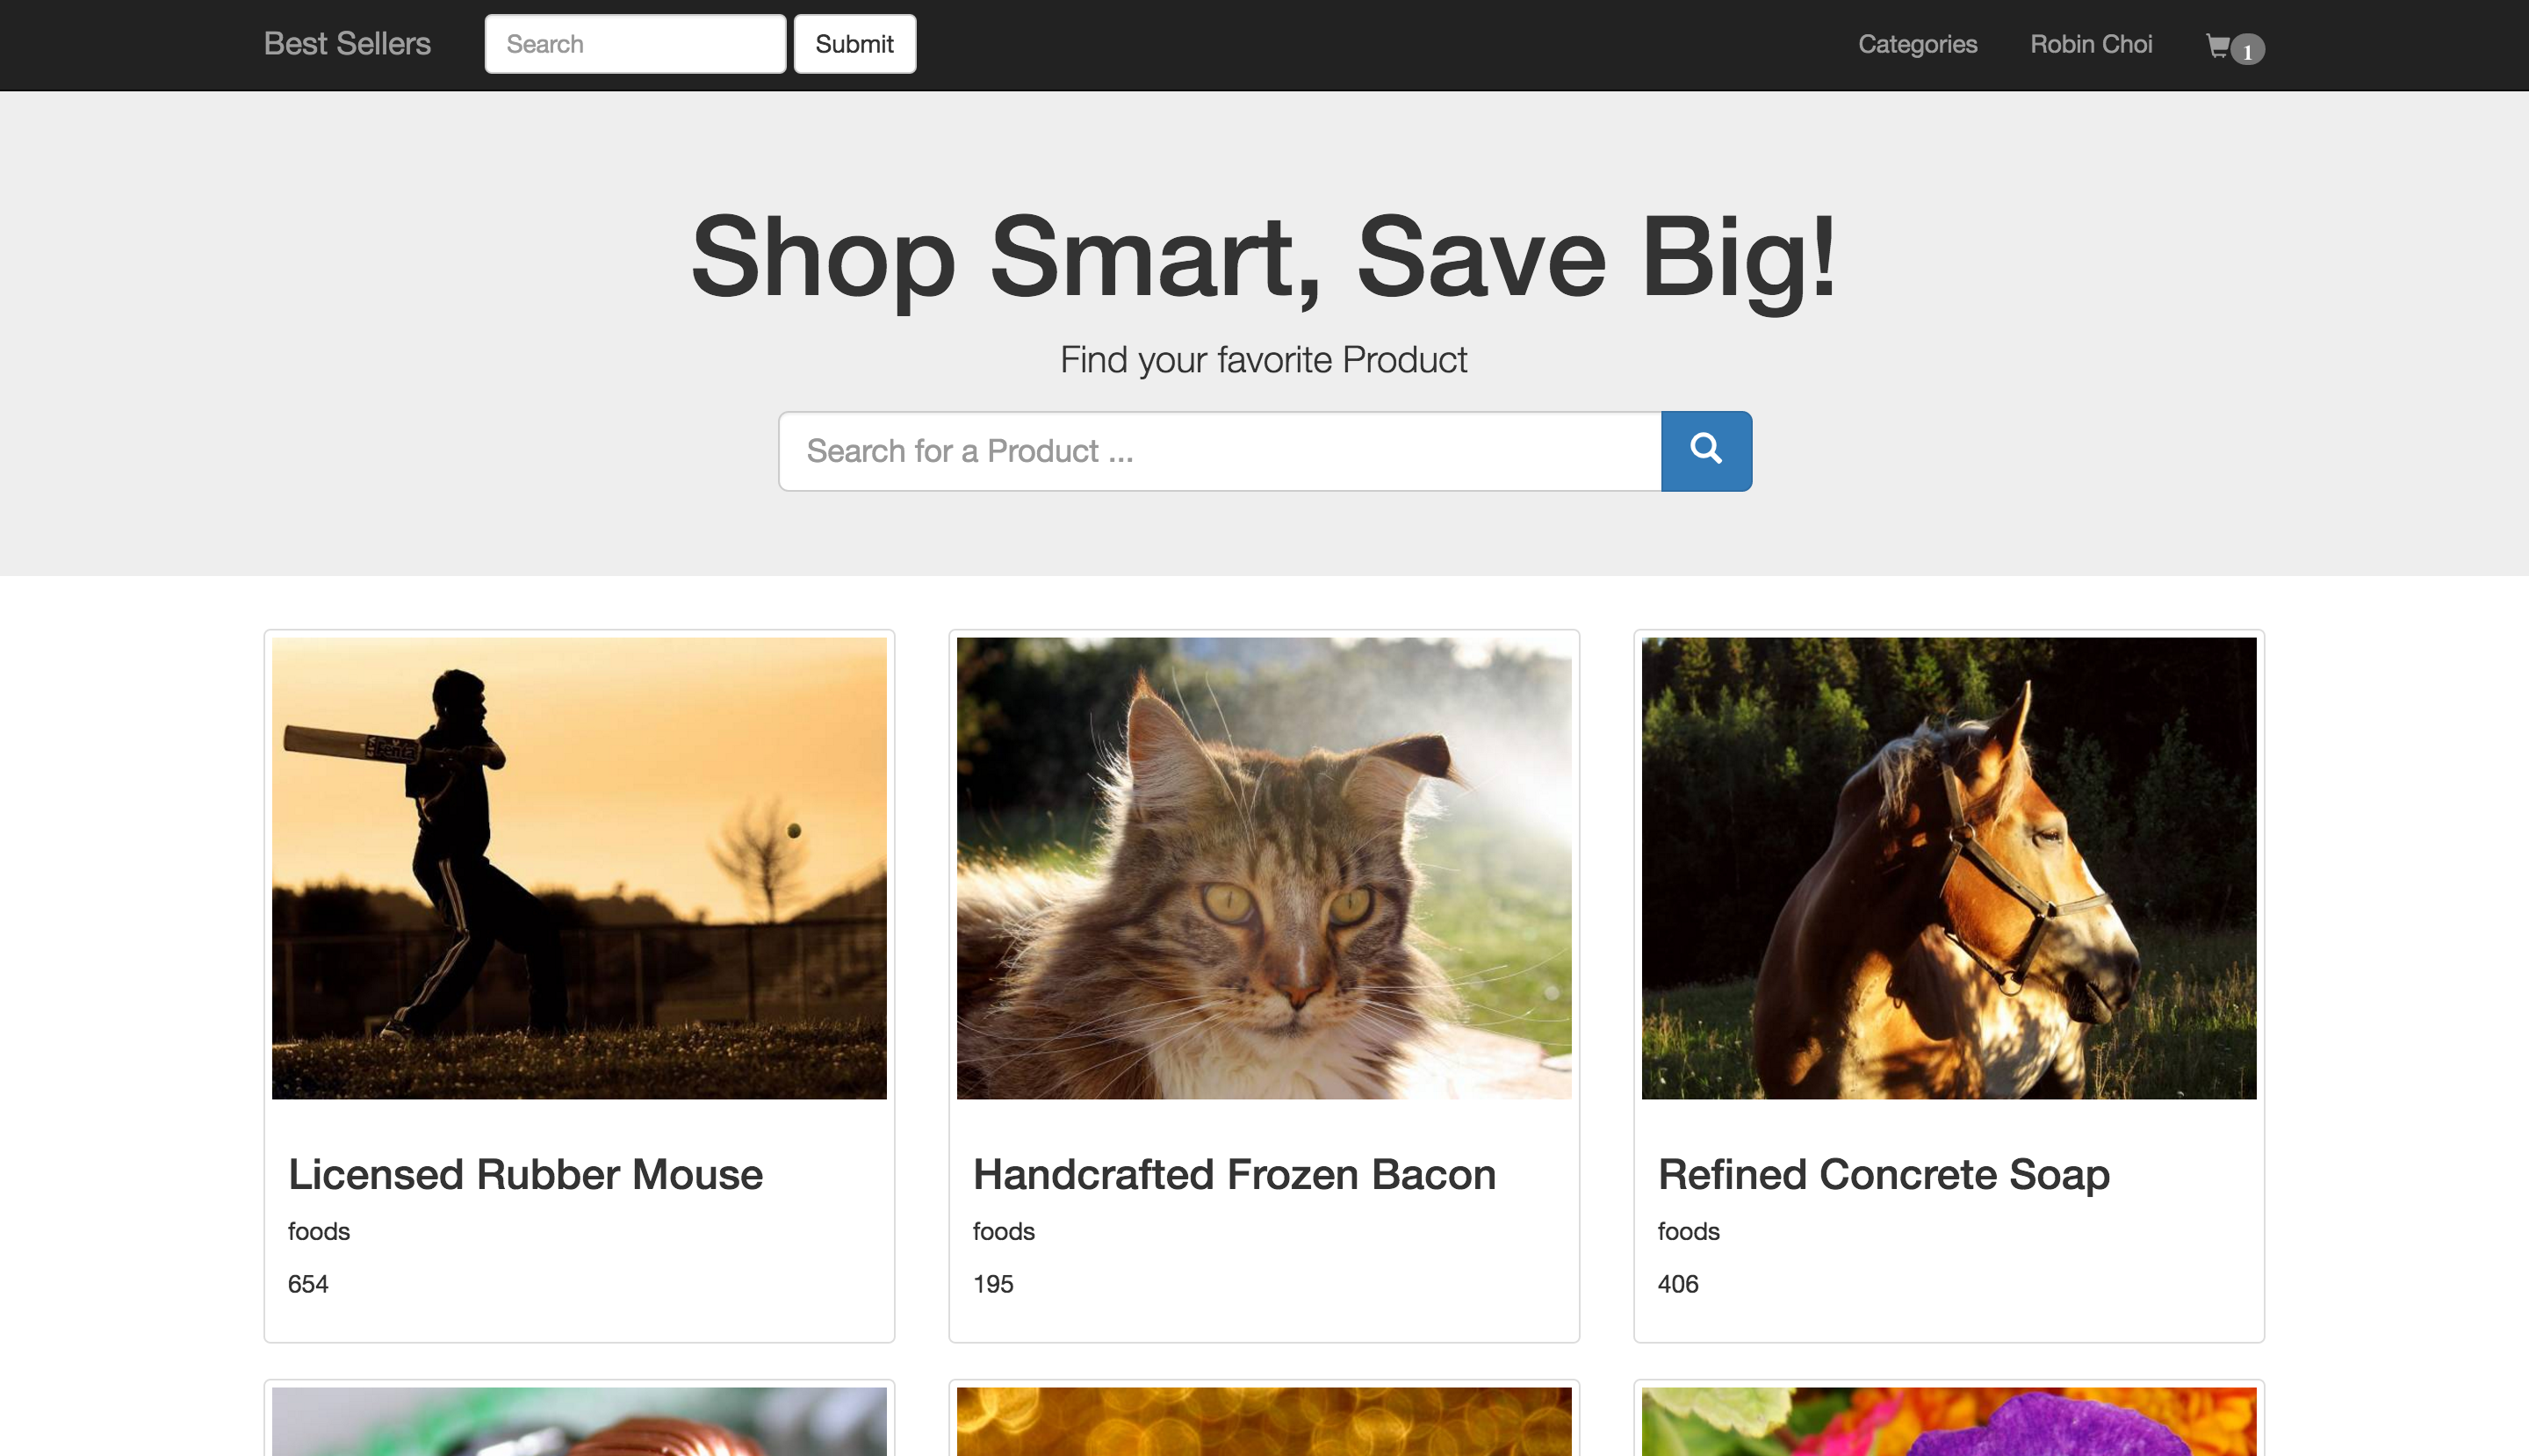 Best Sellers Search Submit Categories Robin Choi 1
Shop Smart, Save Big!
Find your favorite Product
Search for a Product ...
Licensed Rubber Mouse
foods
654
Handcrafted Frozen Bacon
foods
195
Refined Concrete Soap
foods
406